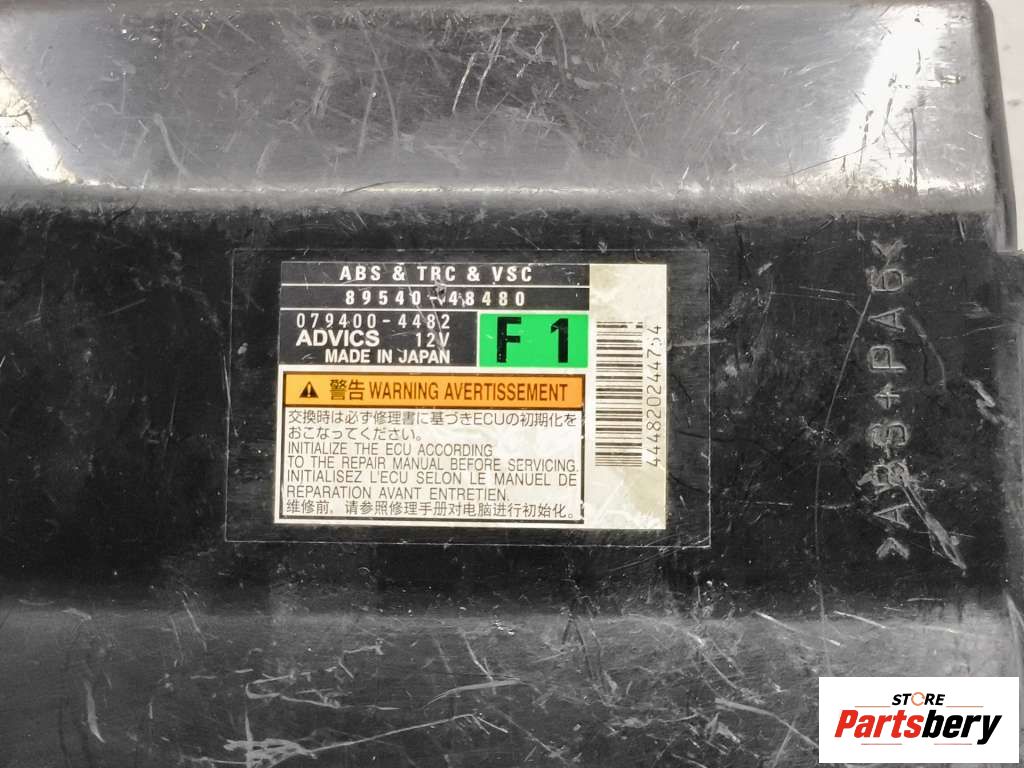 ABS & TRC & VSC
89540-48480
079400-4482
ADVICS 12V
MADE IN JAPAN
F1
⚠ 警告 WARNING AVERTISSEMENT
交換時は必ず修理書に基づきECUの初期化を
おこなってください。
INITIALIZE THE ECU ACCORDING
TO THE REPAIR MANUAL BEFORE SERVICING.
INITIALISEZ L'ECU SELON LE MANUEL DE
RÉPARATION AVANT ENTRETIEN.
维修前，请参照修理手册对电脑进行初始化。
444820244754
>ABS+PA6<
STORE
Partsbery